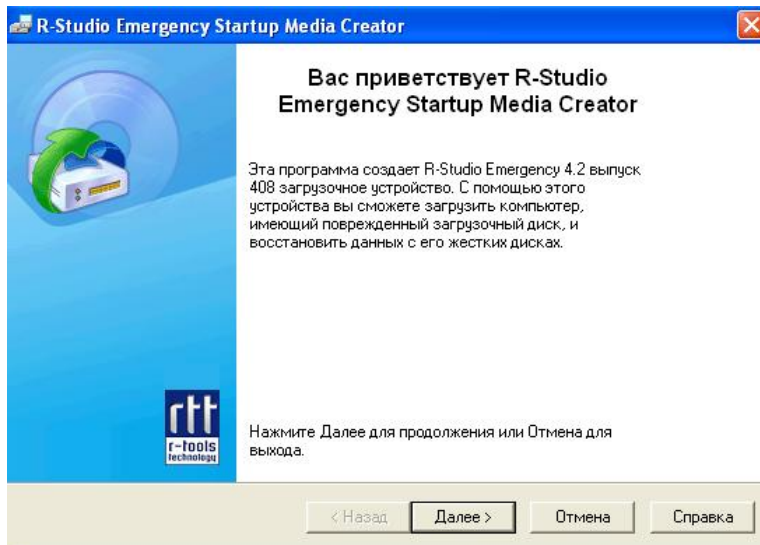 R-Studio Emergency Startup Media Creator
Вас приветствует R-Studio
Emergency Startup Media Creator
Эта программа создает R-Studio Emergency 4.2 выпуск
408 загрузочное устройство. С помощью этого
устройства вы сможете загрузить компьютер,
имеющий поврежденный загрузочный диск, и
восстановить данных с его жестких дисках.
rtt
r-tools
technology
Нажмите Далее для продолжения или Отмена для
выхода.
< Назад
Далее >
Отмена
Справка